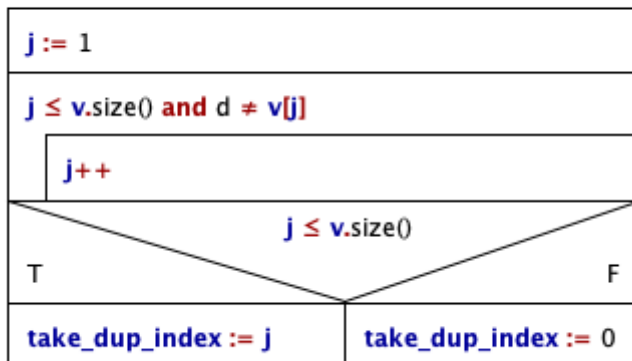 j := 1
j ≤ v.size() and d ≠ v[j]
j++
j ≤ v.size()
T F
take_dup_index := j take_dup_index := 0